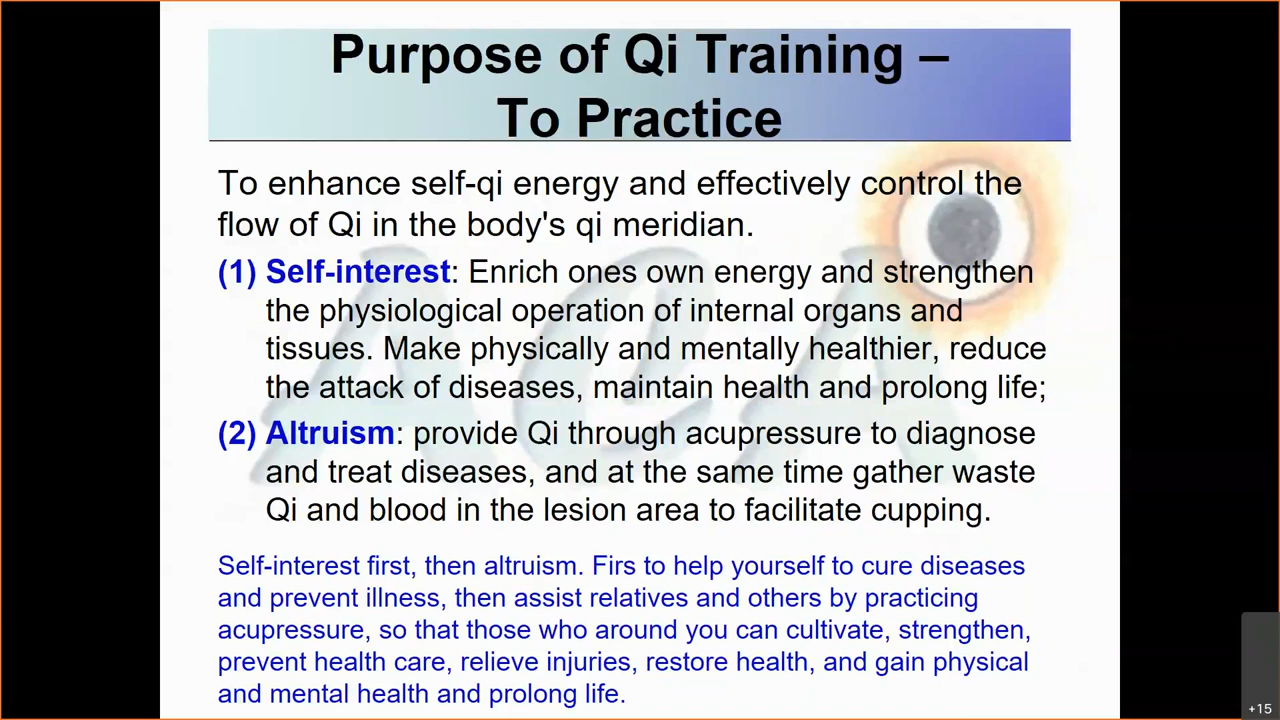 Purpose of Qi Training –
To Practice
To enhance self-qi energy and effectively control the
flow of Qi in the body's qi meridian.
(1) Self-interest: Enrich ones own energy and strengthen
the physiological operation of internal organs and
tissues. Make physically and mentally healthier, reduce
the attack of diseases, maintain health and prolong life;
(2) Altruism: provide Qi through acupressure to diagnose
and treat diseases, and at the same time gather waste
Qi and blood in the lesion area to facilitate cupping.
Self-interest first, then altruism. Firs to help yourself to cure diseases
and prevent illness, then assist relatives and others by practicing
acupressure, so that those who around you can cultivate, strengthen,
prevent health care, relieve injuries, restore health, and gain physical
and mental health and prolong life.
A@A
+15